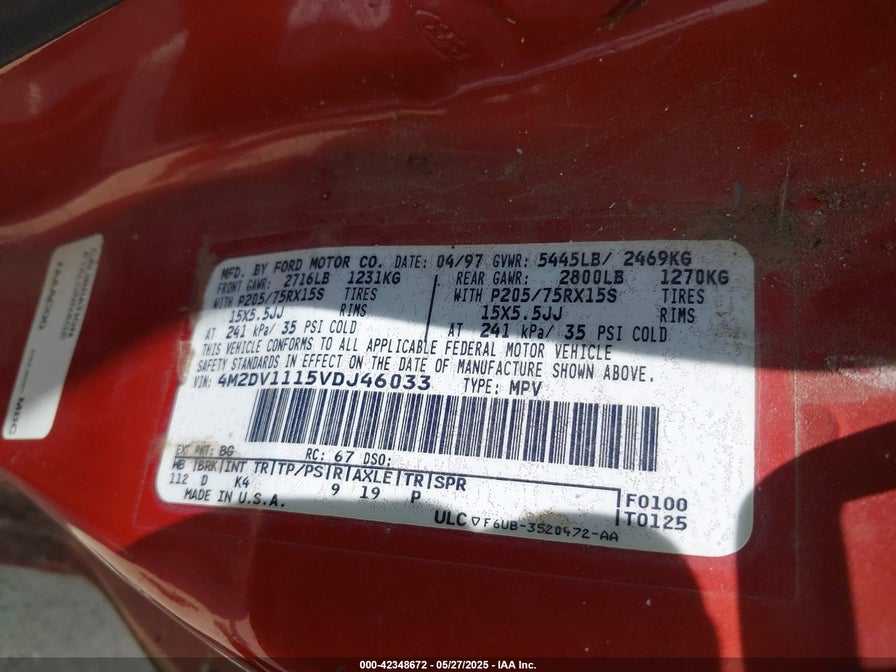 MFD. BY FORD MOTOR CO. DATE: 04/97 GVWR: 5445LB/ 2469KG
FRONT GAWR: 2716LB 1231KG REAR GAWR: 2800LB 1270KG
WITH P205/75RX15S TIRES WITH P205/75RX15S TIRES
15X5.5JJ RIMS 15X5.5JJ RIMS
AT 241 kPa/ 35 PSI COLD AT 241 kPa/ 35 PSI COLD
THIS VEHICLE CONFORMS TO ALL APPLICABLE FEDERAL MOTOR VEHICLE
SAFETY STANDARDS IN EFFECT ON THE DATE OF MANUFACTURE SHOWN ABOVE.
VIN: 4M2DV1115VDJ46033 TYPE: MPV
EXT PNT: BG RC: 67 DSO:
WB BRK INT TR TP/PS R AXLE TR SPR
112 D K4 9 19 P F0100
MADE IN U.S.A. T0125
ULC F6UB-3520472-AA
MBC
000-42348672 — 05/27/2025 — IAA Inc.